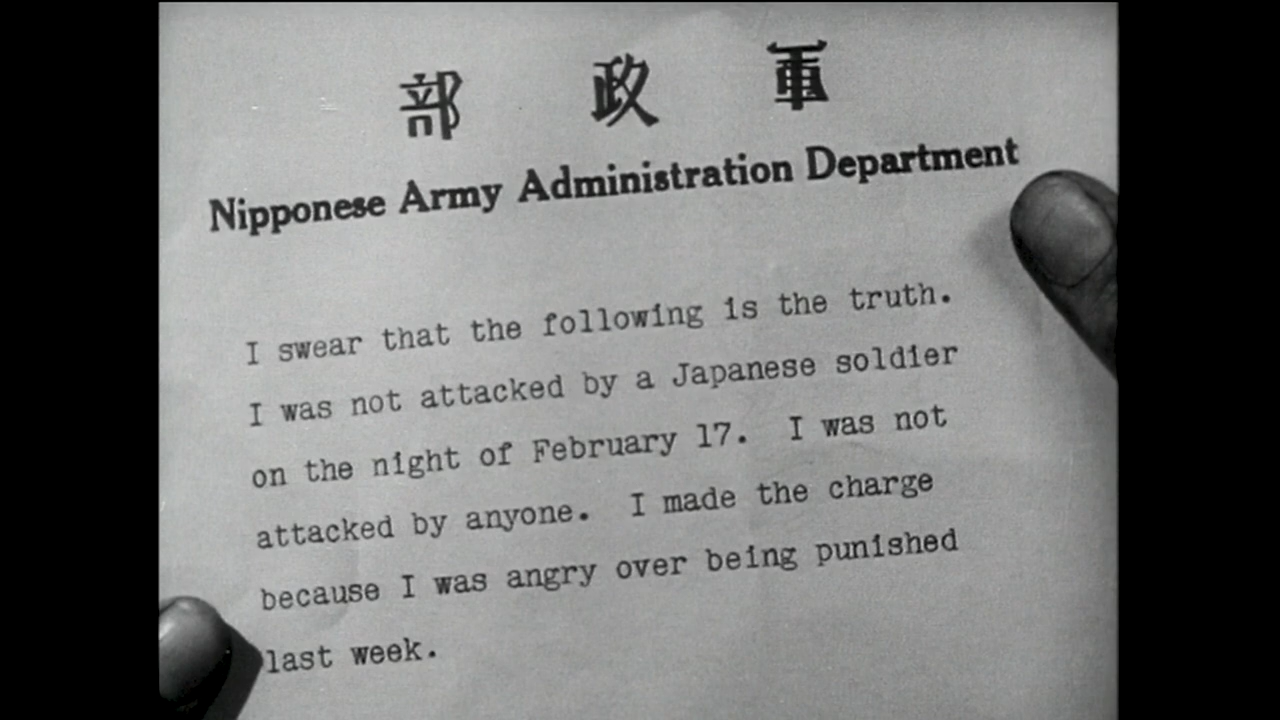 軍政部
Nipponese Army Administration Department
I swear that the following is the truth.
I was not attacked by a Japanese soldier
on the night of February 17. I was not
attacked by anyone. I made the charge
because I was angry over being punished
last week.